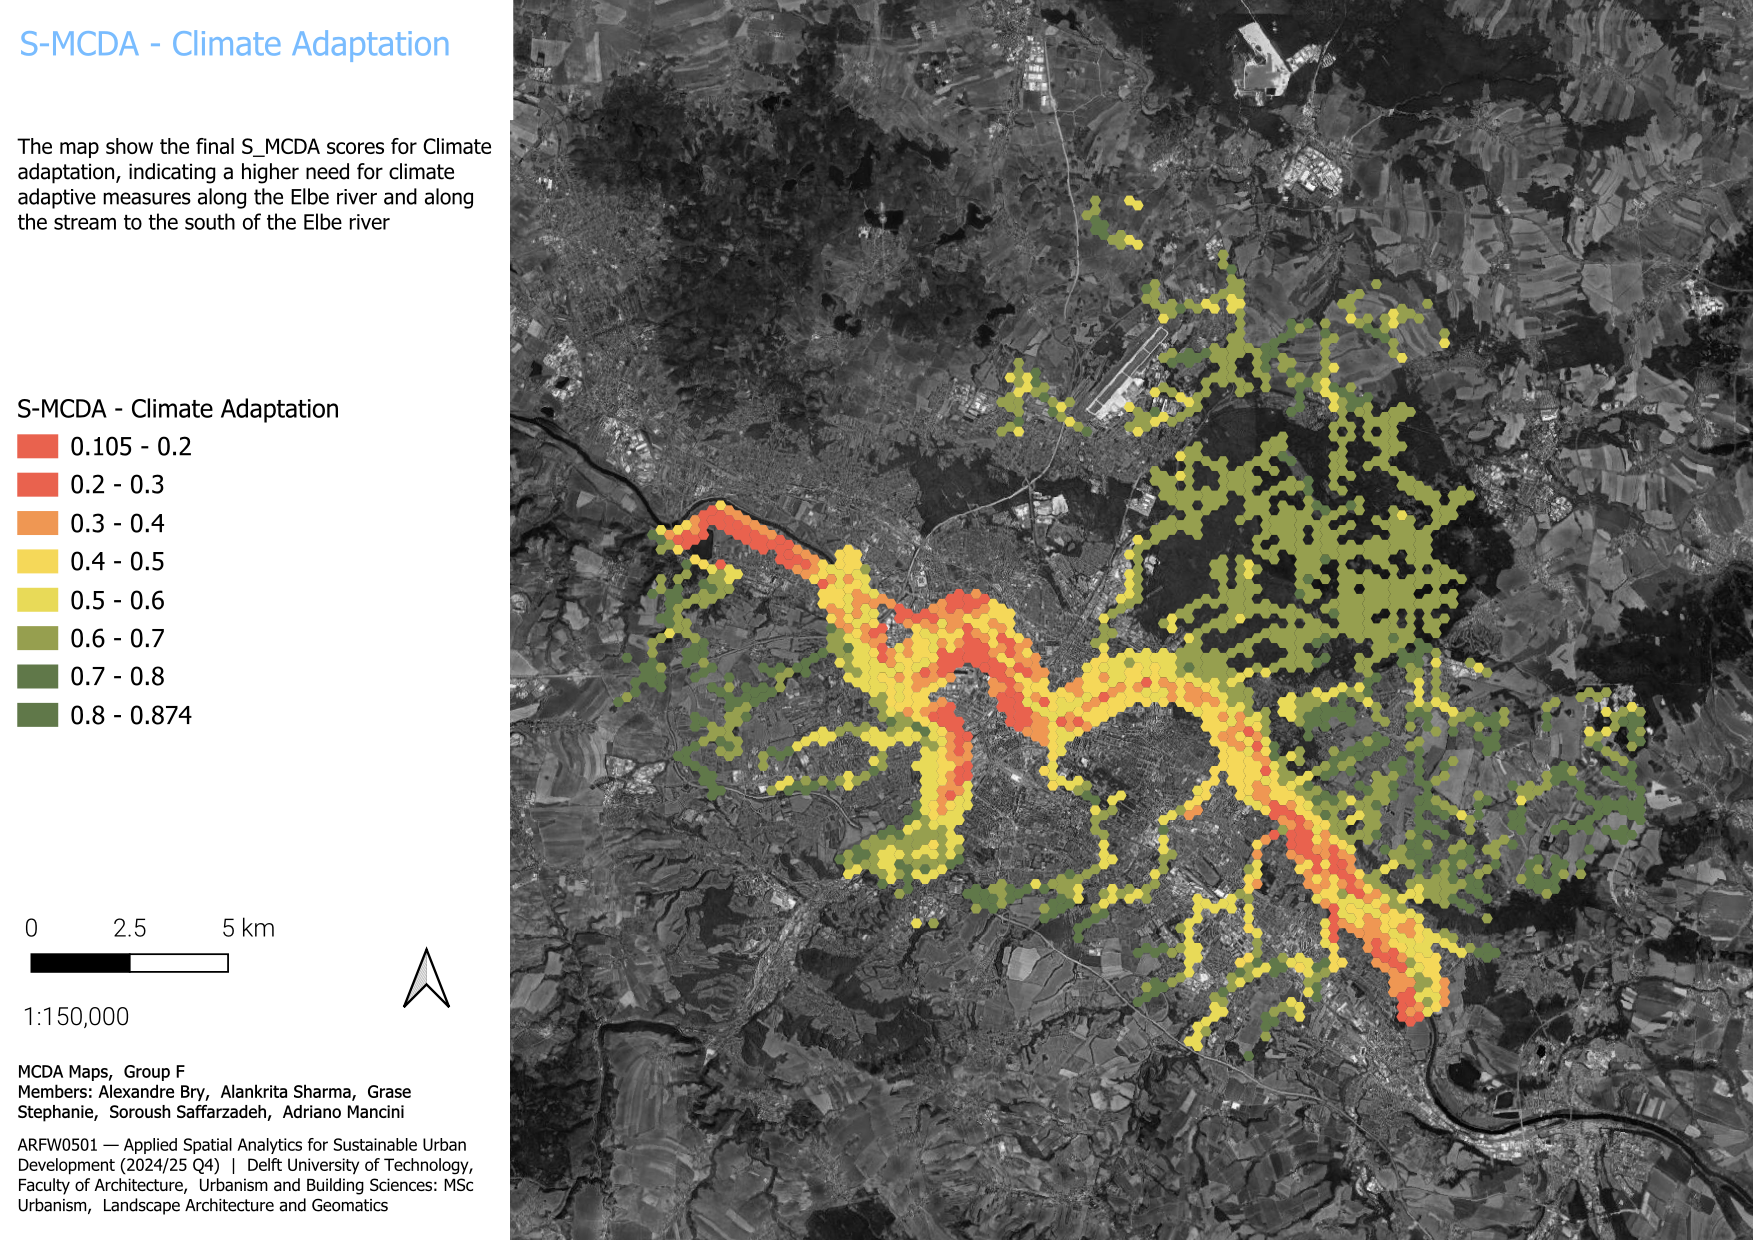 S-MCDA - Climate Adaptation
The map show the final S_MCDA scores for Climate
adaptation, indicating a higher need for climate
adaptive measures along the Elbe river and along
the stream to the south of the Elbe river
S-MCDA - Climate Adaptation
0.105 - 0.2
0.2 - 0.3
0.3 - 0.4
0.4 - 0.5
0.5 - 0.6
0.6 - 0.7
0.7 - 0.8
0.8 - 0.874
0 2.5 5 km
1:150,000
MCDA Maps, Group F
Members: Alexandre Bry, Alankrita Sharma, Grase
Stephanie, Soroush Saffarzadeh, Adriano Mancini
ARFW0501 — Applied Spatial Analytics for Sustainable Urban
Development (2024/25 Q4) | Delft University of Technology,
Faculty of Architecture, Urbanism and Building Sciences: MSc
Urbanism, Landscape Architecture and Geomatics